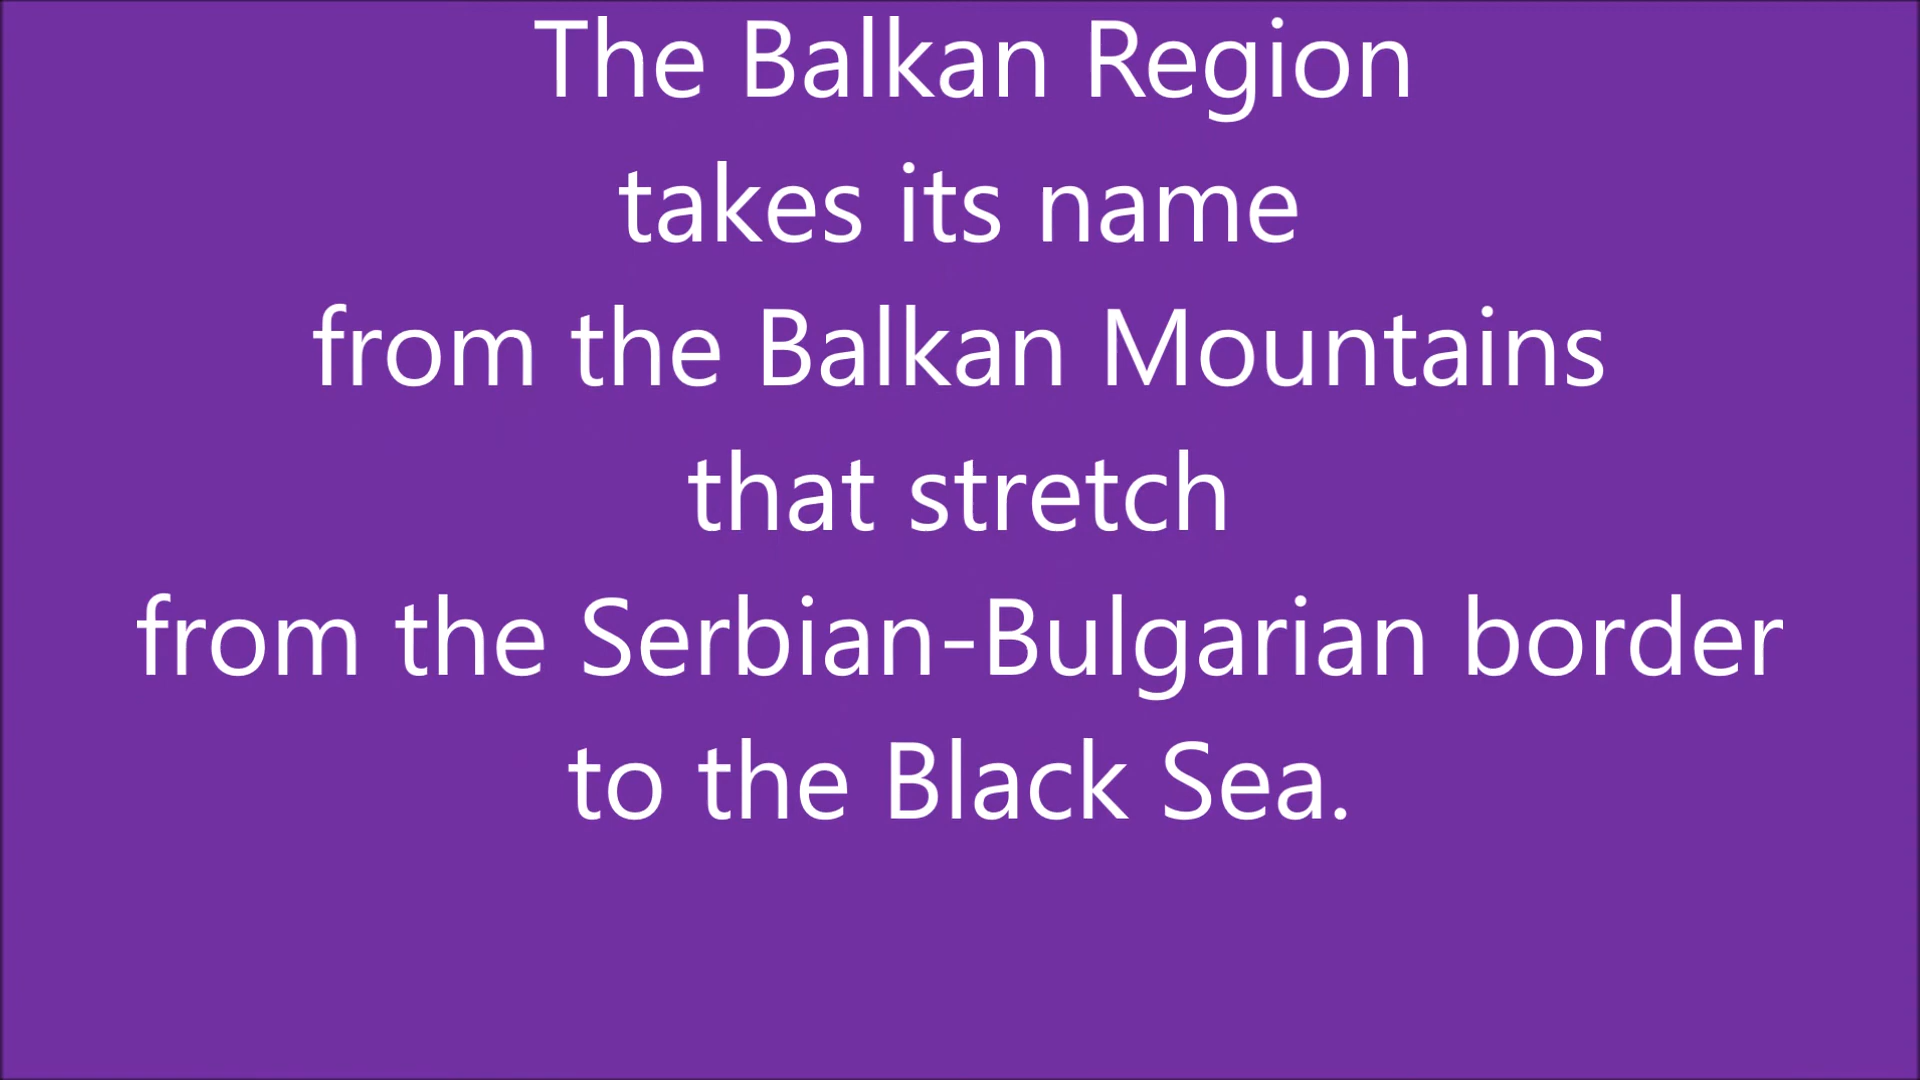 The Balkan Region
takes its name
from the Balkan Mountains
that stretch
from the Serbian-Bulgarian border
to the Black Sea.